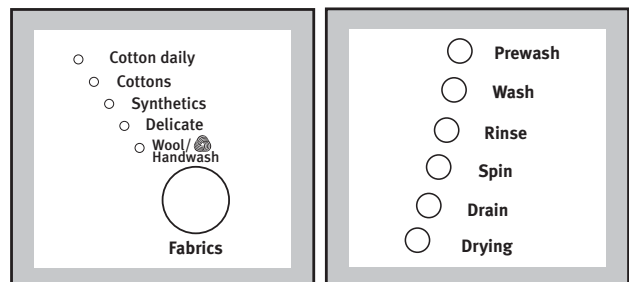 Cotton daily
Cottons
Synthetics
Delicate
Wool/
Handwash
Fabrics
Prewash
Wash
Rinse
Spin
Drain
Drying